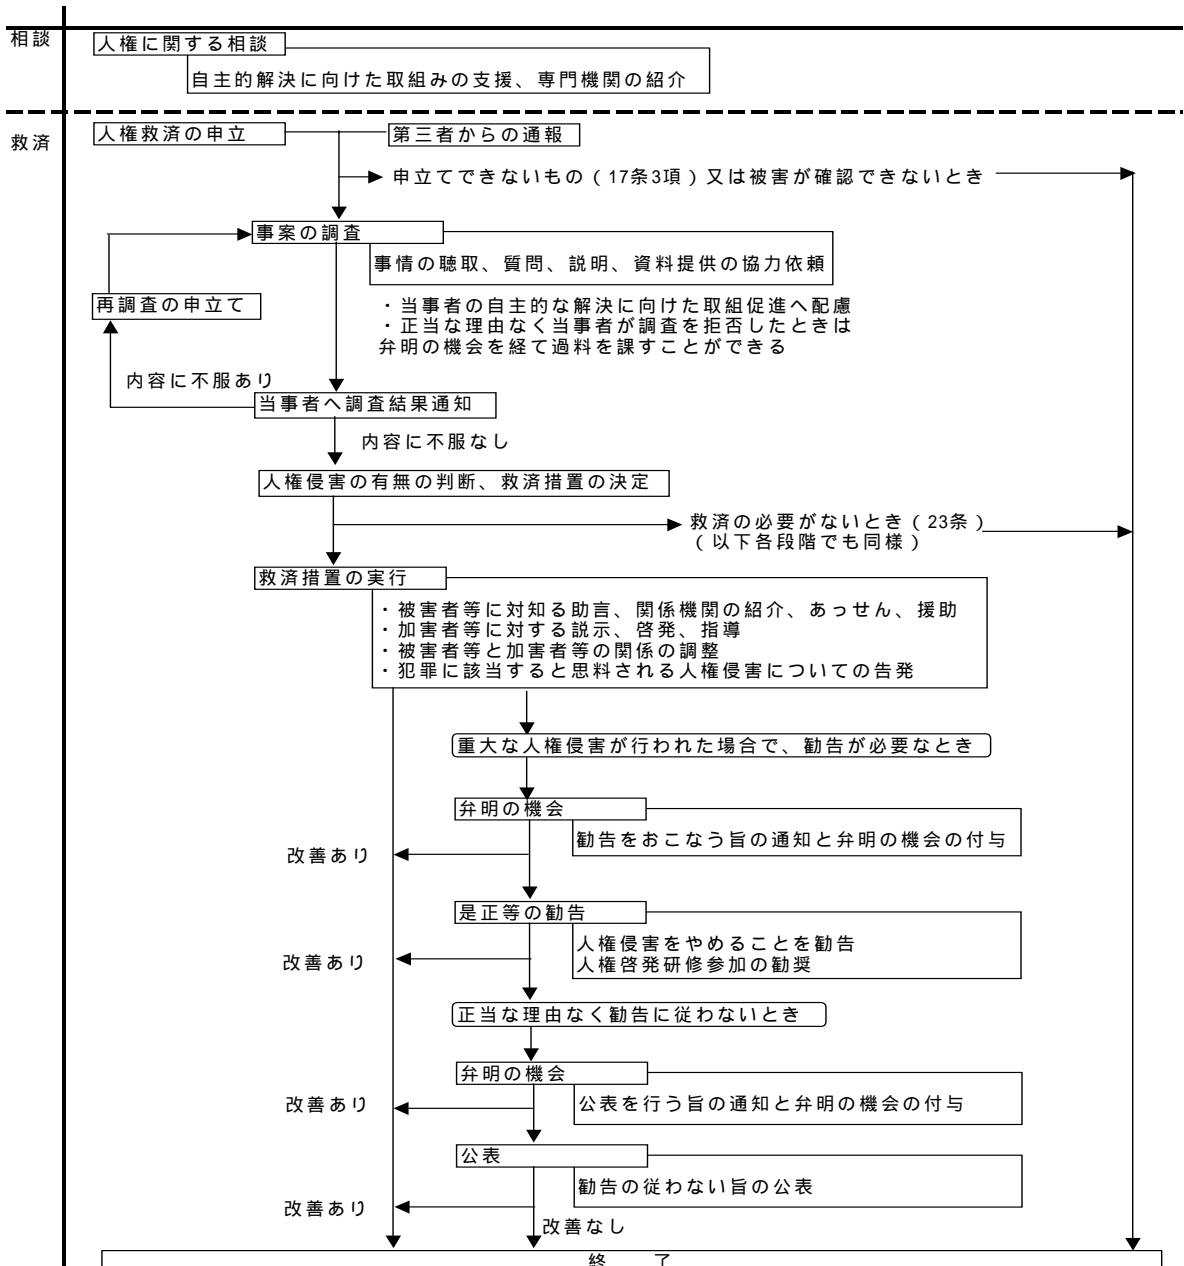 相談
人権に関する相談
自主的解決に向けた取組みの支援、専門機関の紹介
救済
人権救済の申立
第三者からの通報
申立てできないもの（17条3項）又は被害が確認できないとき
事案の調査
事情の聴取、質問、説明、資料提供の協力依頼
再調査の申立て
・当事者の自主的な解決に向けた取組促進へ配慮
・正当な理由なく当事者が調査を拒否したときは
弁明の機会を経て過料を課すことができる
内容に不服あり
当事者へ調査結果通知
内容に不服なし
人権侵害の有無の判断、救済措置の決定
救済の必要がないとき（23条）
（以下各段階でも同様）
救済措置の実行
・被害者等に対知る助言、関係機関の紹介、あっせん、援助
・加害者等に対する説示、啓発、指導
・被害者等と加害者等の関係の調整
・犯罪に該当すると思料される人権侵害についての告発
重大な人権侵害が行われた場合で、勧告が必要なとき
弁明の機会
勧告をおこなう旨の通知と弁明の機会の付与
改善あり
是正等の勧告
人権侵害をやめることを勧告
人権啓発研修参加の勧奨
改善あり
正当な理由なく勧告に従わないとき
弁明の機会
公表を行う旨の通知と弁明の機会の付与
改善あり
公表
勧告の従わない旨の公表
改善あり
改善なし
終　了